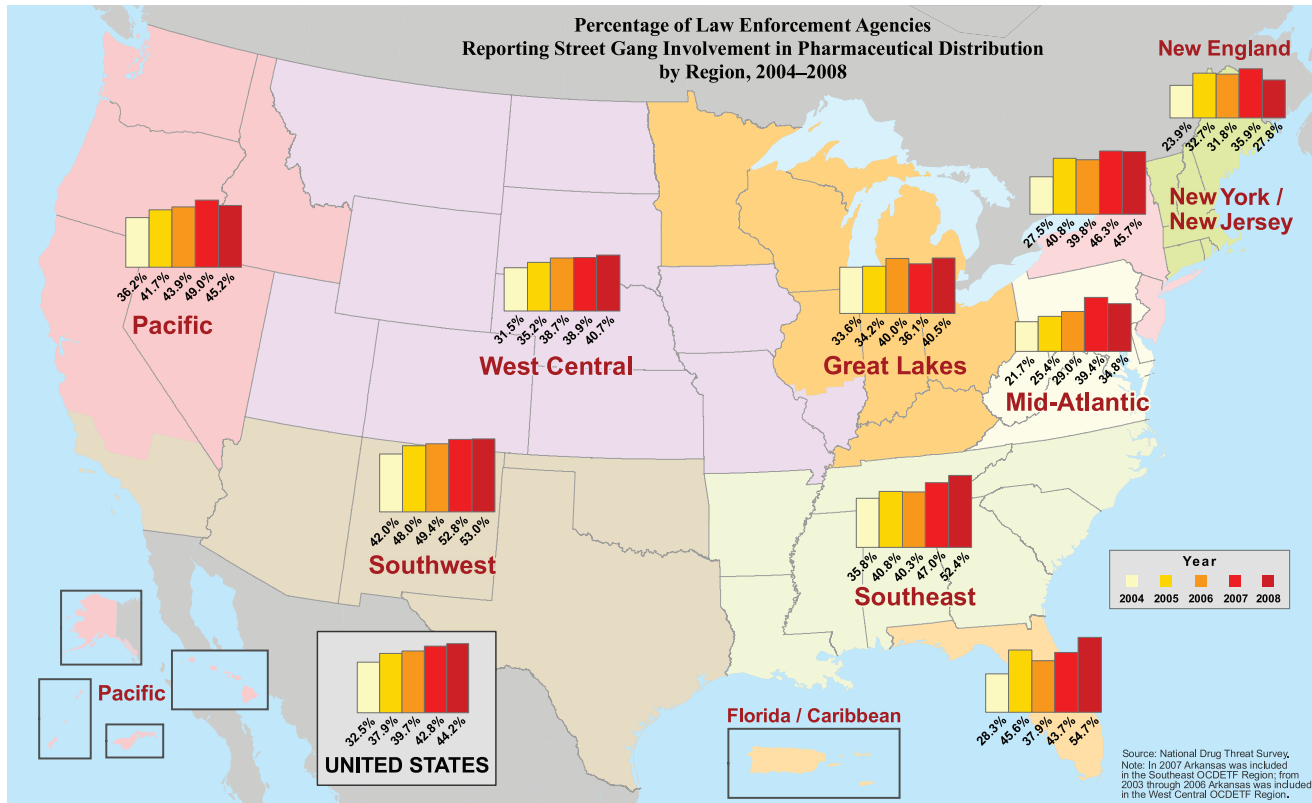 Percentage of Law Enforcement Agencies
Reporting Street Gang Involvement in Pharmaceutical Distribution
by Region, 2004–2008
New England
23.9% 32.7% 31.8% 35.9% 27.8%
New York /
New Jersey
27.5% 40.8% 39.8% 46.3% 45.7%
36.2% 41.7% 43.9% 49.0% 45.2%
Pacific
31.5% 35.2% 38.7% 38.9% 40.7%
West Central
33.6% 34.2% 40.0% 36.1% 40.5%
Great Lakes
21.7% 25.4% 29.0% 39.4% 34.8%
Mid-Atlantic
42.0% 48.0% 49.4% 52.8% 53.0%
Southwest
35.8% 40.8% 40.3% 47.0% 52.4%
Southeast
Year
2004 2005 2006 2007 2008
Pacific
32.5% 37.9% 39.7% 42.8% 44.2%
UNITED STATES
Florida / Caribbean
28.3% 45.6% 37.9% 43.7% 54.7%
Source: National Drug Threat Survey.
Note: In 2007 Arkansas was included
in the Southeast OCDETF Region; from
2003 through 2006 Arkansas was included
in the West Central OCDETF Region.